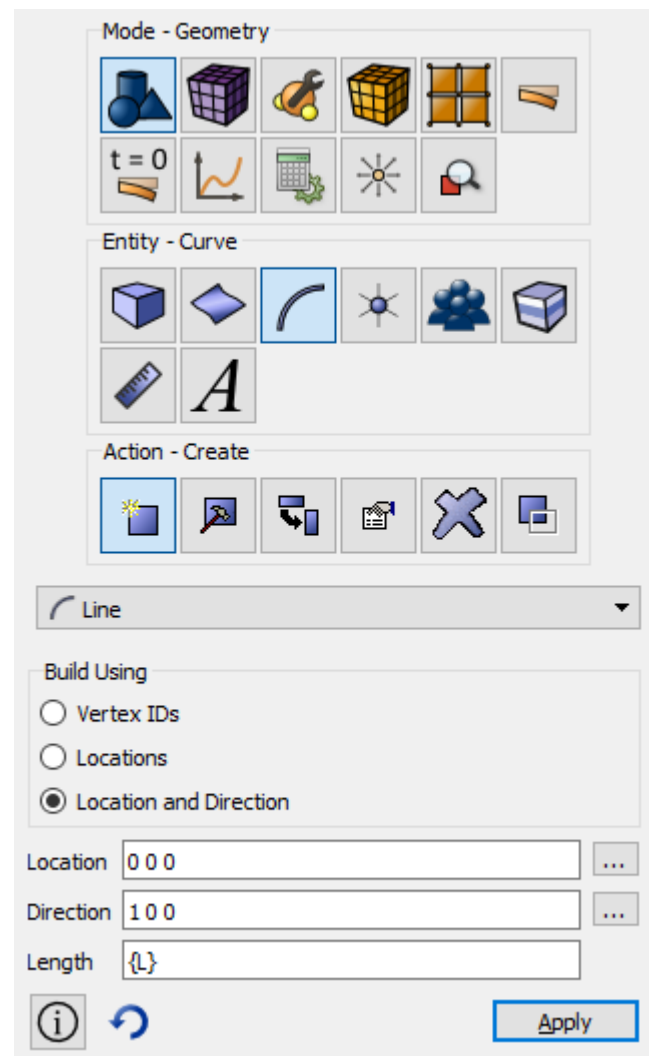 Mode - Geometry
t = 0
Entity - Curve
A
Action - Create
Line
Build Using
Vertex IDs
Locations
Location and Direction
Location 0 0 0 ...
Direction 1 0 0 ...
Length {L}
i Apply